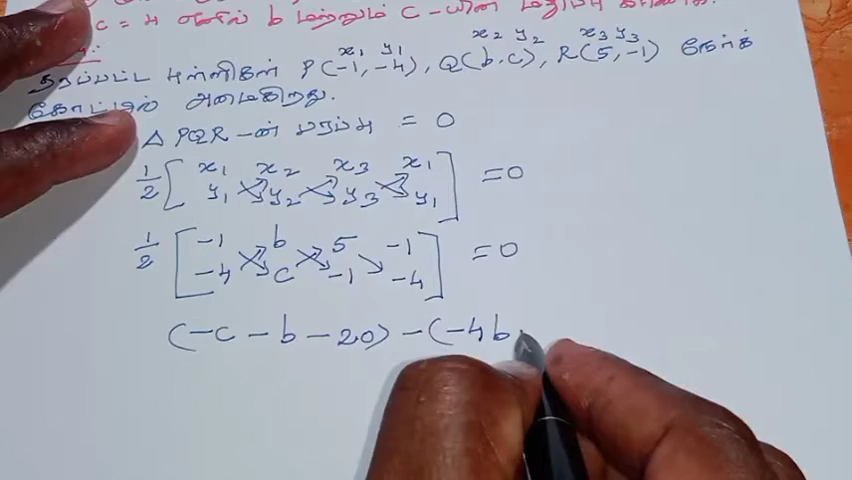 c = 4 எனில் b மற்றும் c-யின் மதிப்பு
x₁ y₁ x₂ y₂ x₃ y₃
தரப்பட்ட புள்ளிகள் P(-1,-4), Q(b,c), R(5,-1) நேர்க்
கோட்டில் அமைகிறது.
△ PQR -ன் பரப்பு = 0
1/2 [ x₁ x₂ x₃ x₁
y₁ y₂ y₃ y₁ ] = 0
1/2 [ -1 b 5 -1
-4 c -1 -4 ] = 0
(-c - b - 20) - (-4b